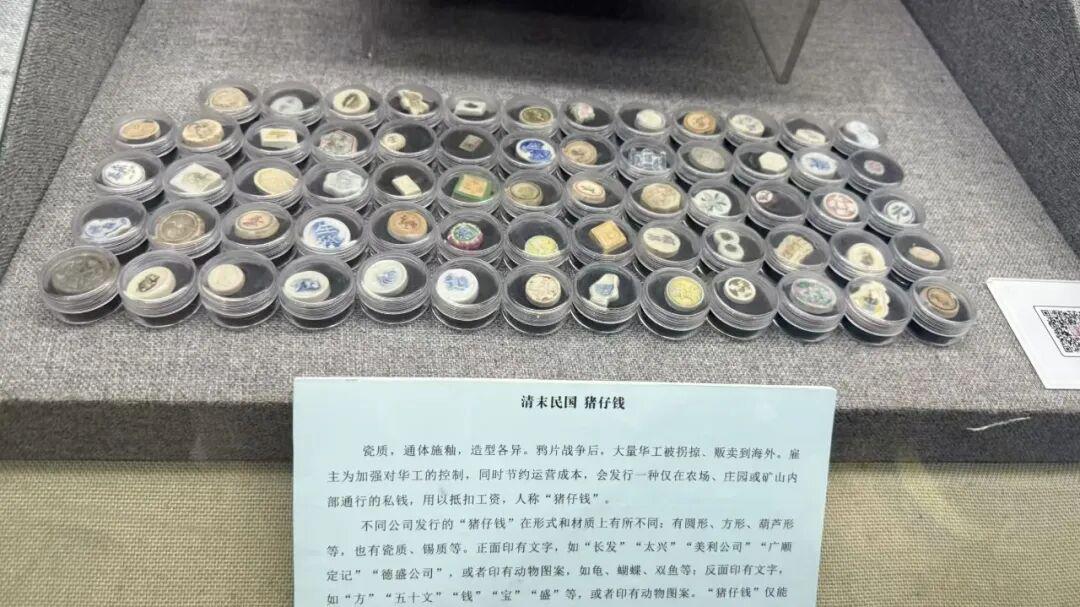 清末民国 猪仔钱
瓷质，通体施釉，造型各异。鸦片战争后，大量华工被拐掠、贩卖到海外。雇
主为加强对华工的控制，同时节约运营成本，会发行一种仅在农场、庄园或矿山内
部通行的私钱，用以抵扣工资，人称“猪仔钱”。
不同公司发行的“猪仔钱”在形式和材质上有所不同：有圆形、方形、葫芦形
等，也有瓷质、锡质等。正面印有文字，如“长发”“太兴”“美利公司”“广顺
定记”“德盛公司”，或者印有动物图案，如龟、蝴蝶、双鱼等；反面印有文字，
如“方”“五十文”“钱”“宝”“盛”等，或者印有动物图案。“猪仔钱”仅能